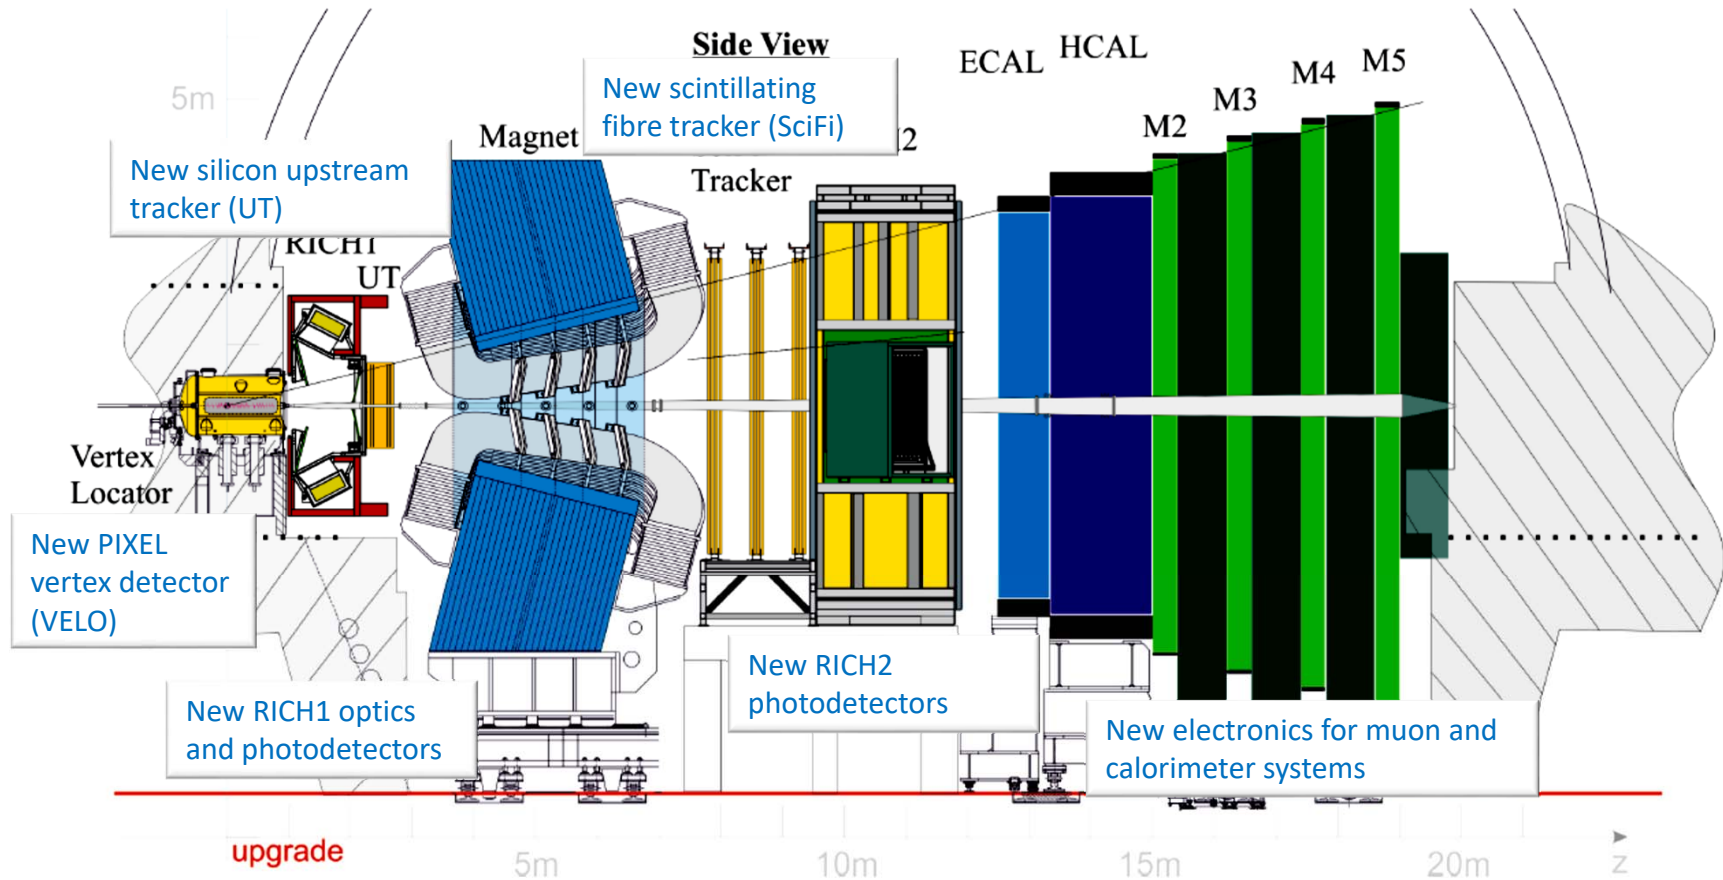 Side View
ECAL
HCAL
M5
M4
M3
M2
5m
New scintillating
fibre tracker (SciFi)
Magnet
Tracker
New silicon upstream
tracker (UT)
RICH1
UT
Vertex
Locator
New PIXEL
vertex detector
(VELO)
New RICH1 optics
and photodetectors
New RICH2
photodetectors
New electronics for muon and
calorimeter systems
upgrade
5m
10m
15m
20m
z